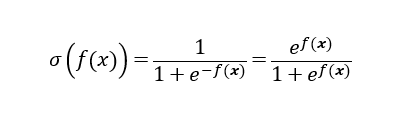 σ(f(x)) = 1 / (1 + e^{−f(x)}) = e^{f(x)} / (1 + e^{f(x)})